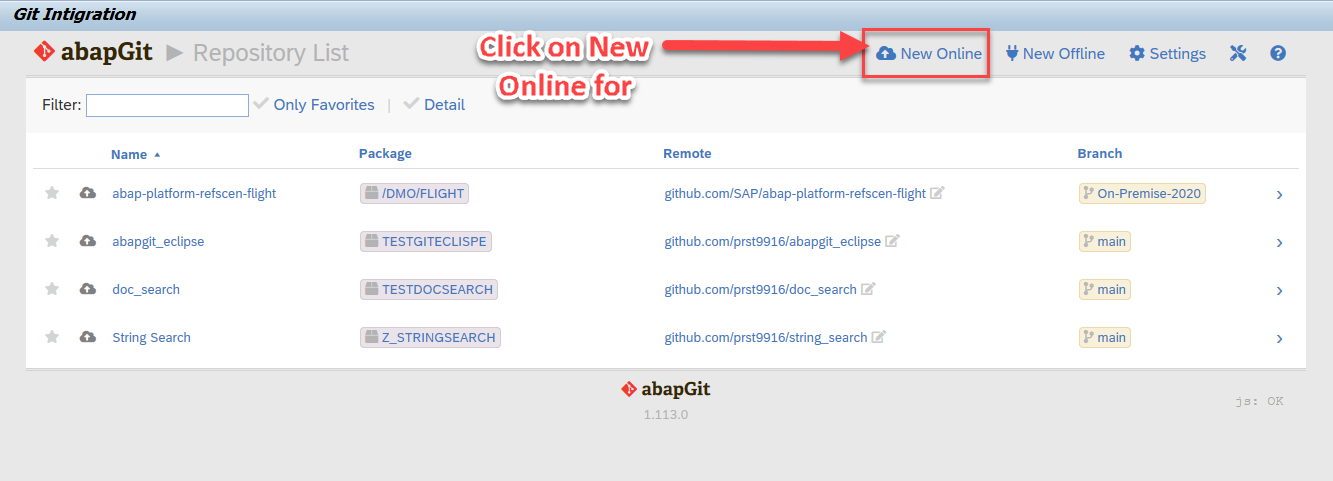 Git Intigration
abapGit ▶ Repository List
Click on New
Online for
New Online New Offline Settings
Filter: Only Favorites | Detail
Name Package Remote Branch
abap-platform-refscen-flight /DMO/FLIGHT github.com/SAP/abap-platform-refscen-flight On-Premise-2020
abapgit_eclipse TESTGITECLISPE github.com/prst9916/abapgit_eclipse main
doc_search TESTDOCSEARCH github.com/prst9916/doc_search main
String Search Z_STRINGSEARCH github.com/prst9916/string_search main
abapGit
1.113.0
js: OK